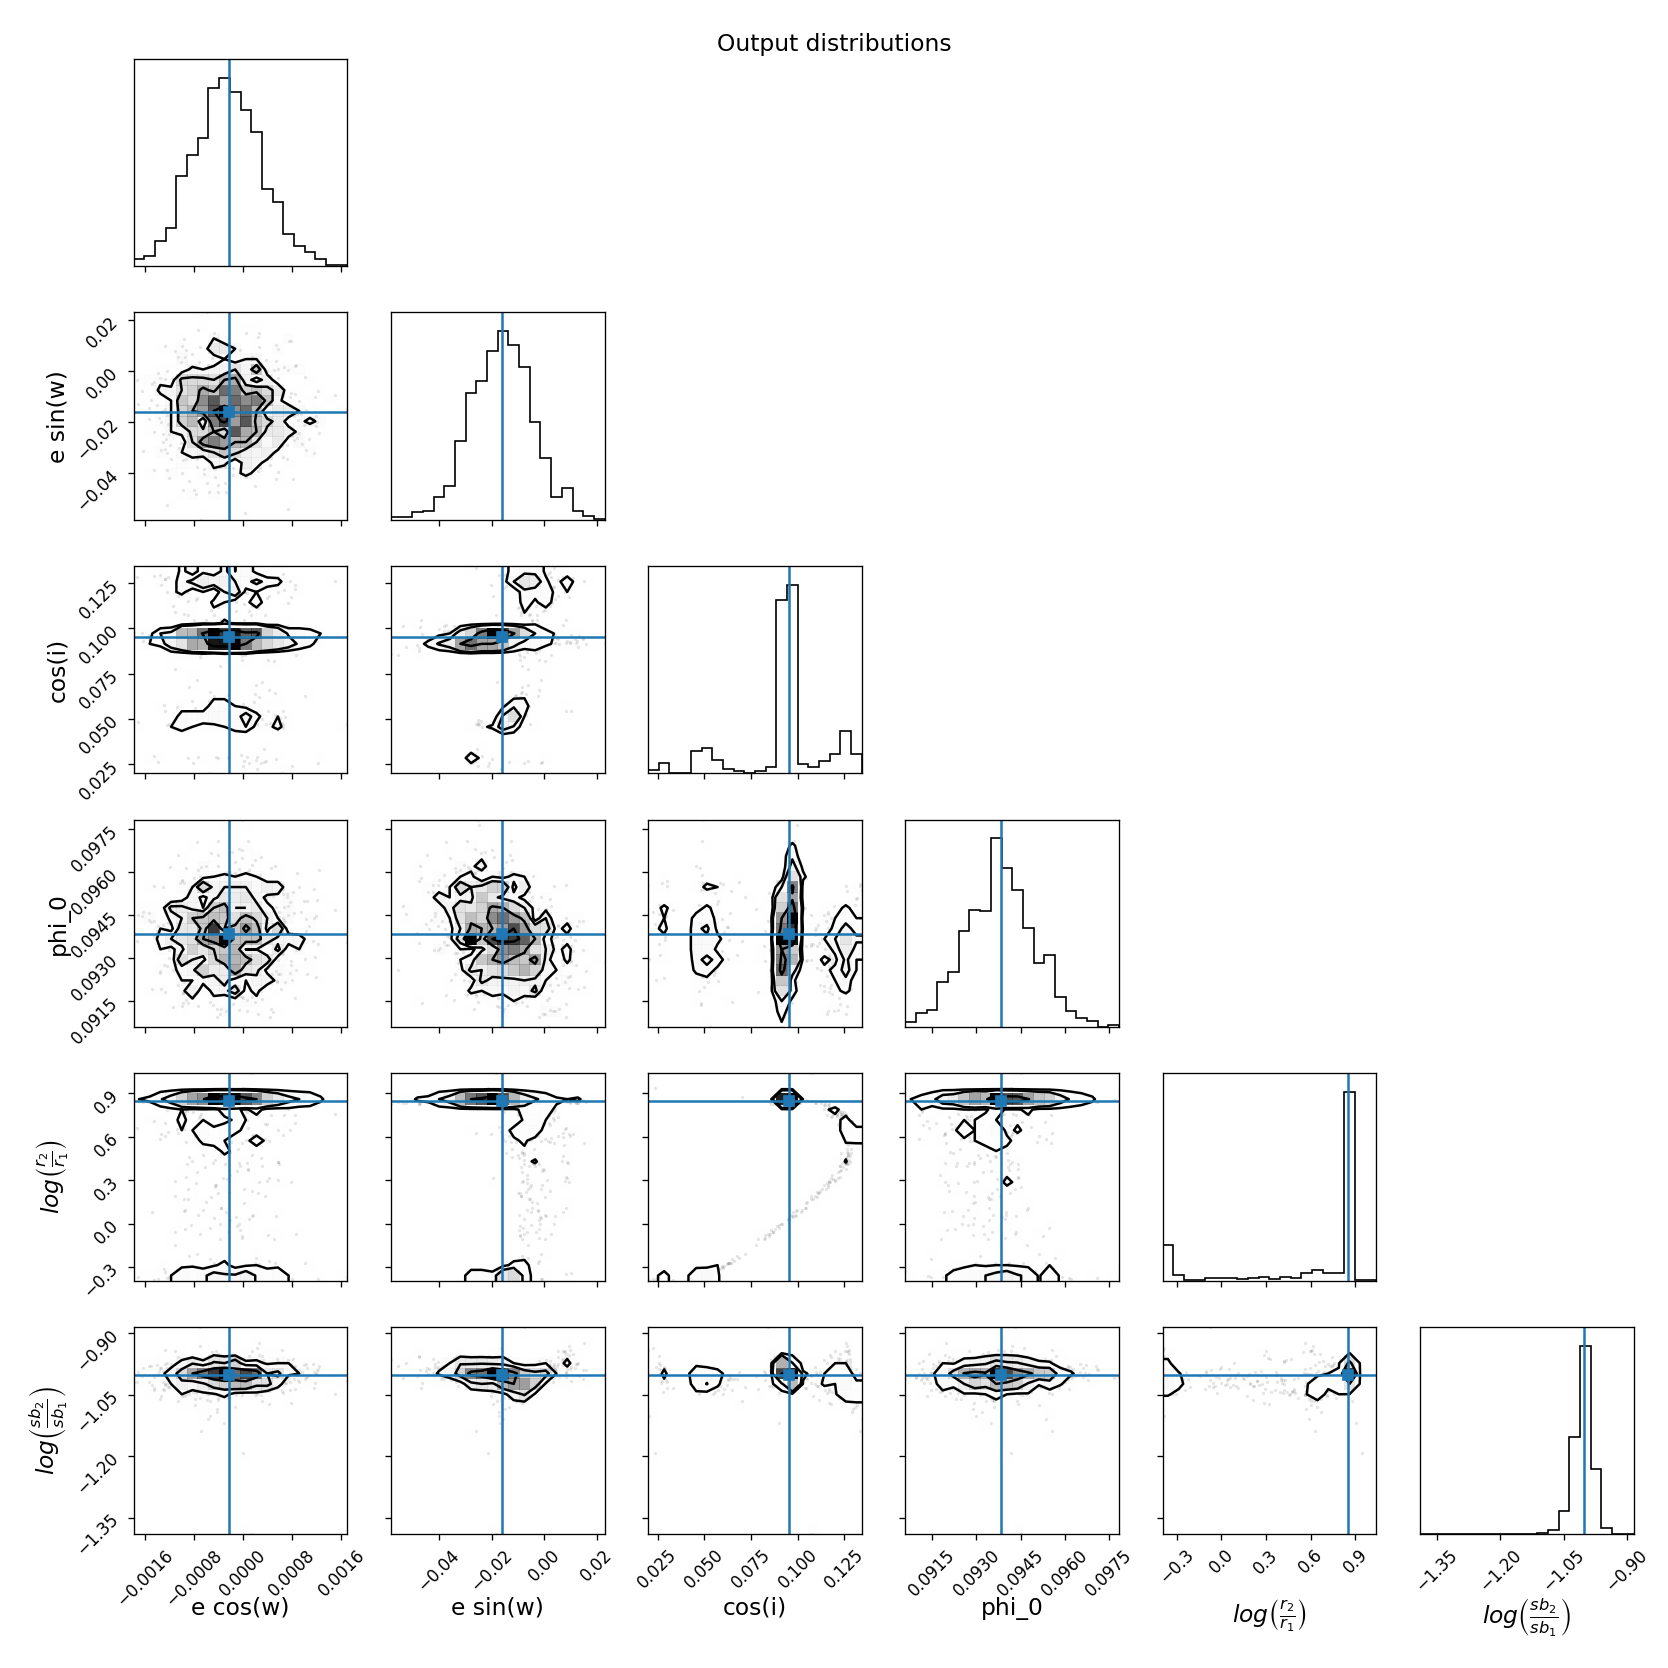 Output distributions
e sin(w)
0.02
0.00
−0.02
−0.04
cos(i)
0.125
0.100
0.075
0.050
0.025
phi_0
0.0975
0.0960
0.0945
0.0930
0.0915
log(r₂/r₁)
0.9
0.6
0.3
0.0
−0.3
log(sb₂/sb₁)
−0.90
−1.05
−1.20
−1.35
−0.0016 −0.0008 0.0000 0.0008 0.0016
−0.04 −0.02 0.00 0.02
0.025 0.050 0.075 0.100 0.125
0.0915 0.0930 0.0945 0.0960 0.0975
−0.3 0.0 0.3 0.6 0.9
−1.35 −1.20 −1.05 −0.90
e cos(w) e sin(w) cos(i) phi_0 log(r₂/r₁) log(sb₂/sb₁)